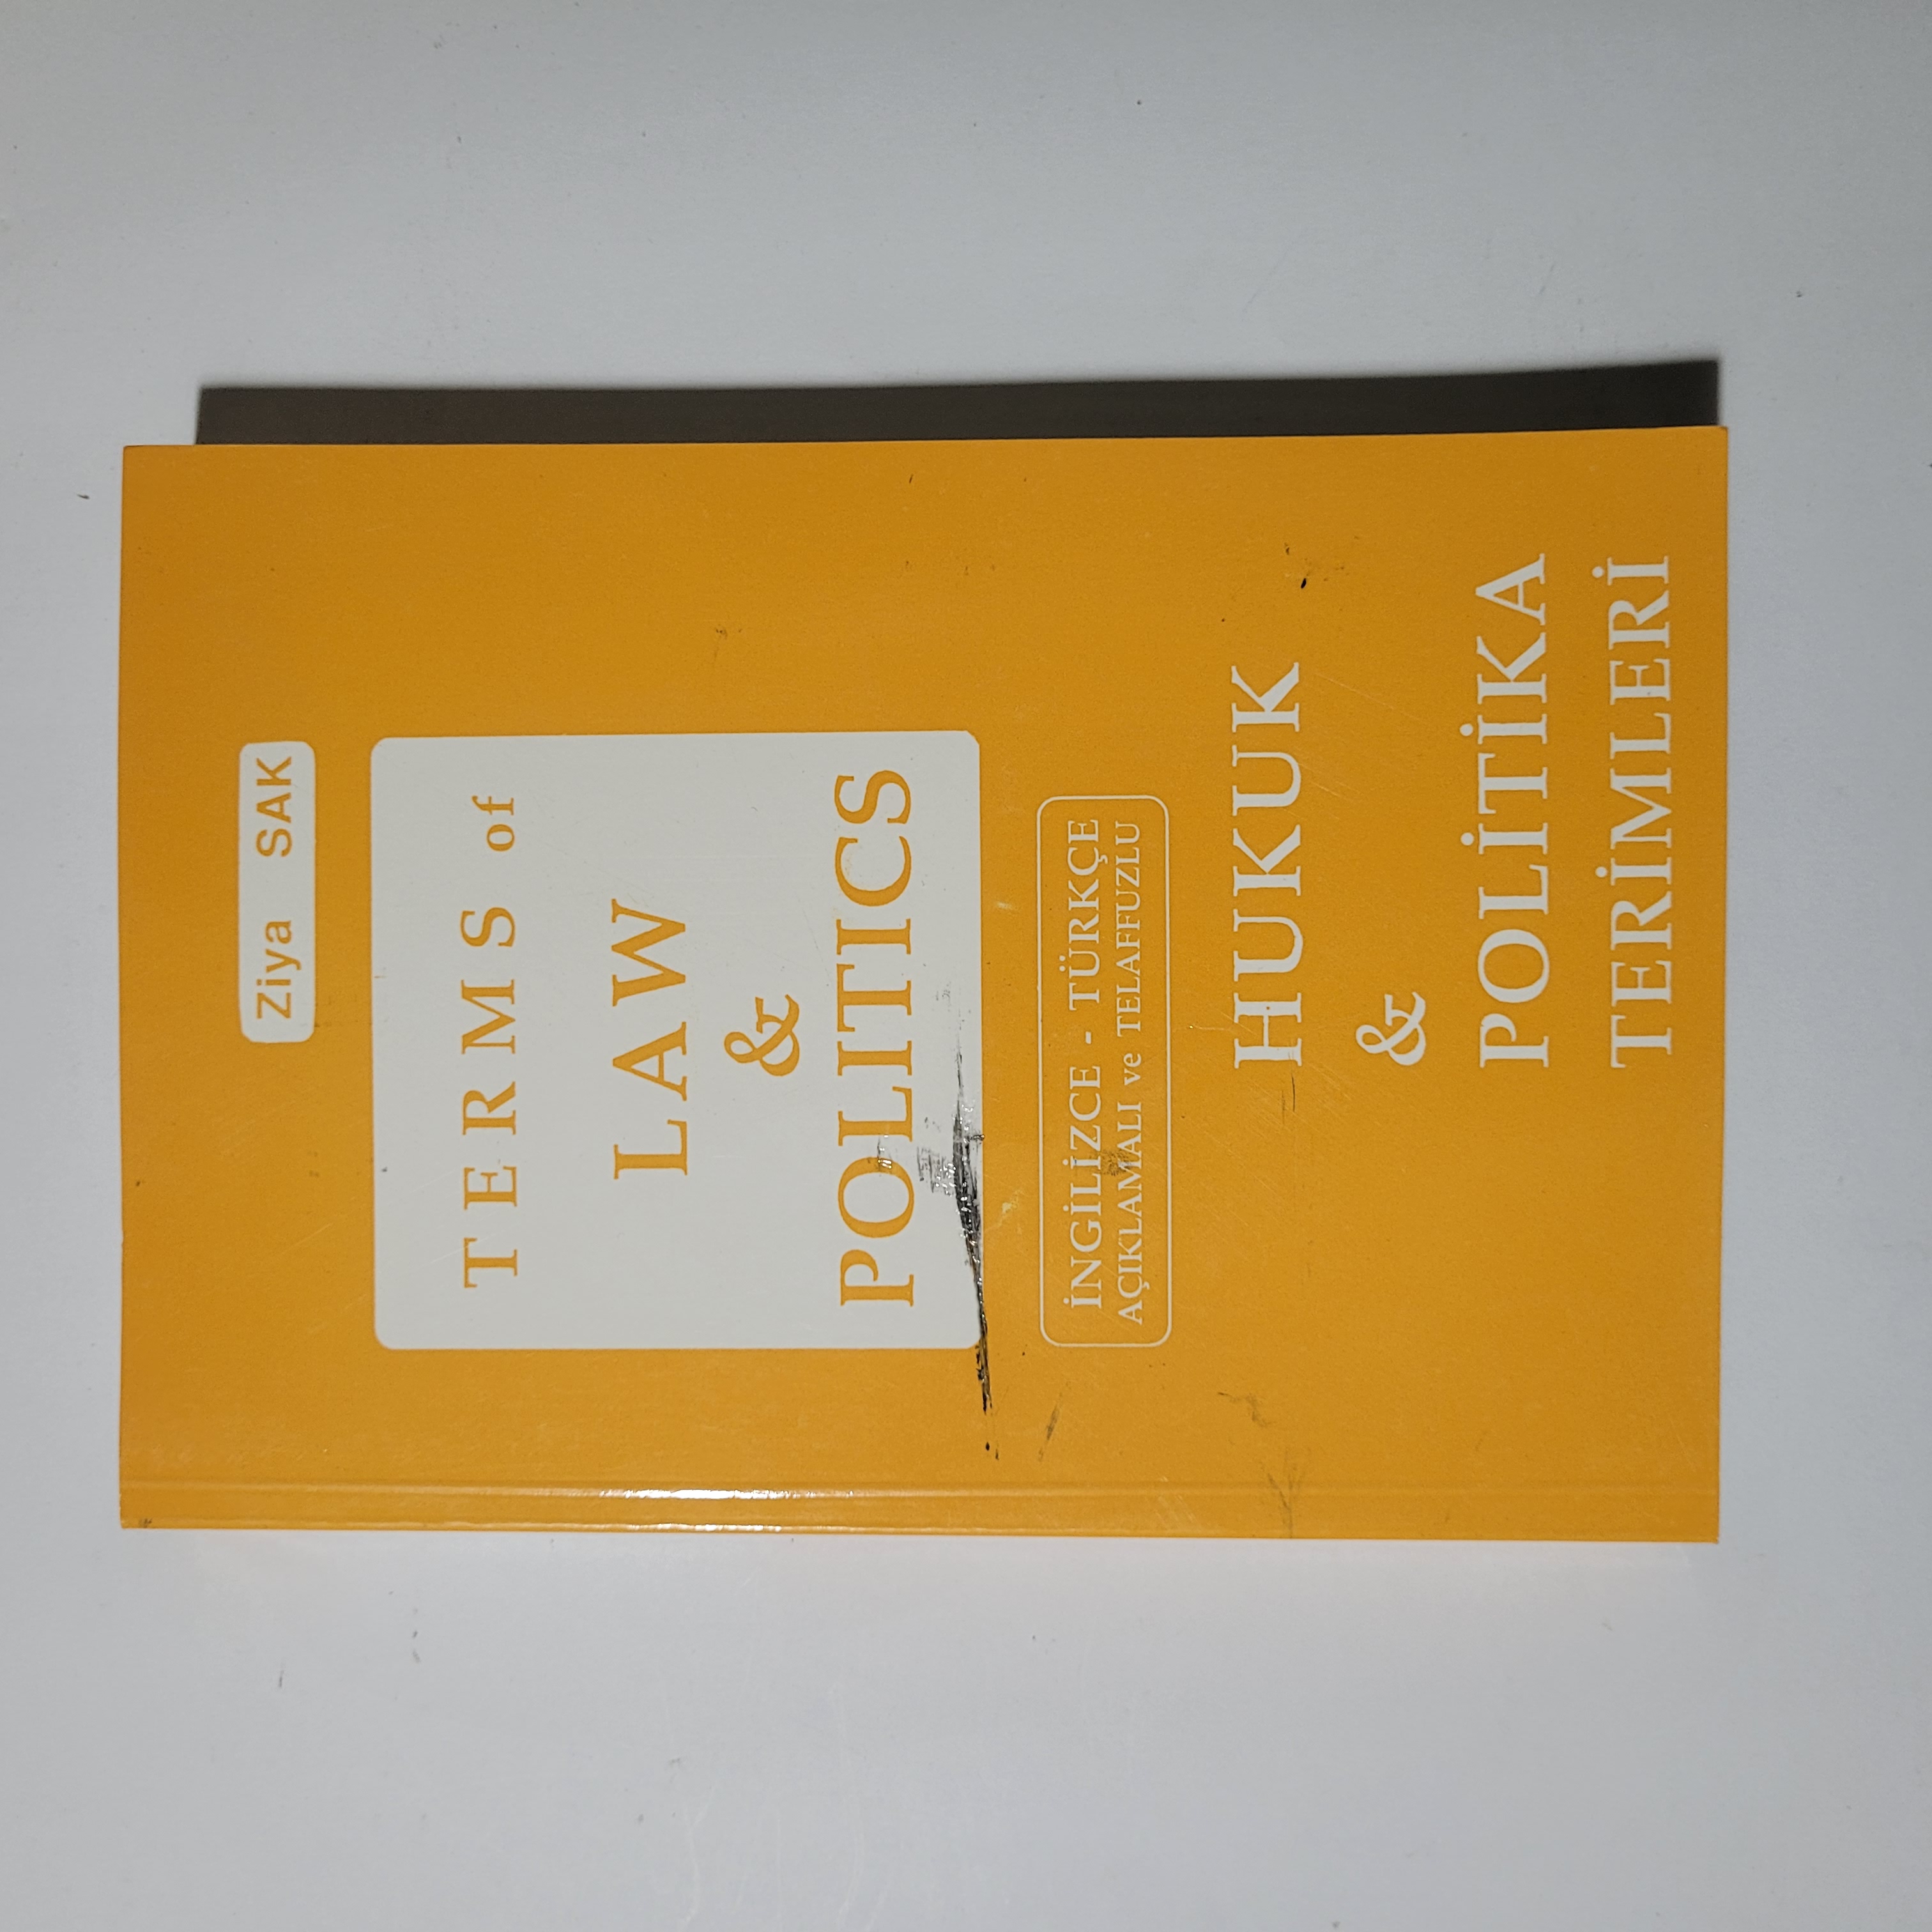 Ziya SAK
TERMS of
LAW
&
POLITICS
İNGİLİZCE - TÜRKÇE
AÇIKLAMALI ve TELAFFUZLU
HUKUK
&
POLİTİKA
TERİMLERİ